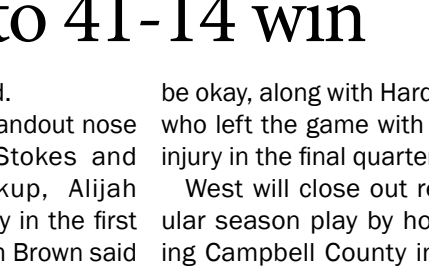 to 41-14 win
d.
andout nose
Stokes and
kup, Alijah
y in the first
n Brown said
be okay, along with Hard
who left the game with
injury in the final quarte
West will close out re
ular season play by ho
ing Campbell County in